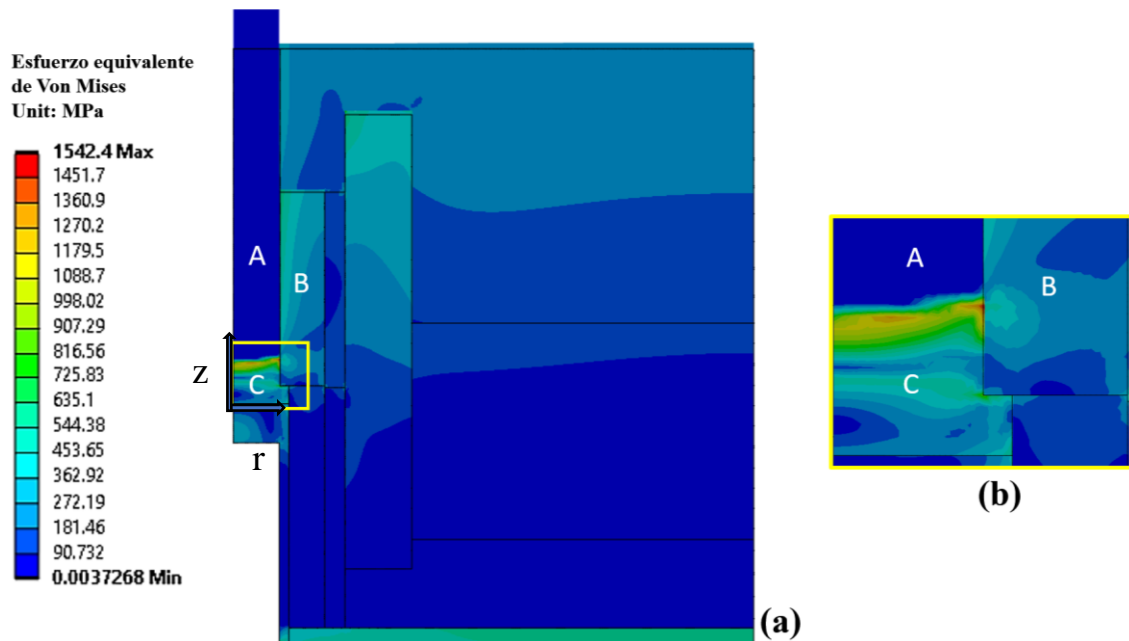 Esfuerzo equivalente
de Von Mises
Unit: MPa
1542.4 Max
1451.7
1360.9
1270.2
1179.5
1088.7
998.02
907.29
816.56
725.83
635.1
544.38
453.65
362.92
272.19
181.46
90.732
0.0037268 Min
A
B
C
z
r
(a)
A
B
C
(b)